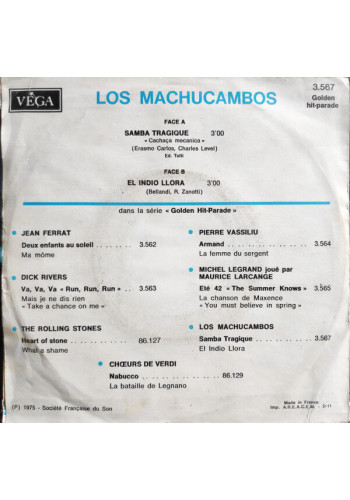 VÉGA
LOS MACHUCAMBOS
3.567
Golden
hit-parade
FACE A
SAMBA TRAGIQUE 3'00
« Cachaça mecanica »
(Erasmo Carlos, Charles Level)
Ed. Tutti
FACE B
EL INDIO LLORA 3'00
(Beltandi, R. Zanotti)
dans la série « Golden Hit-Parade »
JEAN FERRAT
Deux enfants au soleil ........ 3.562
Ma môme
DICK RIVERS
Va, Va, Va « Run, Run, Run » .. 3.563
Mais je ne dis rien
« Take a chance on me »
THE ROLLING STONES
Heart of stone ............... 86.127
What a shame
PIERRE VASSILIU
Armand ..................... 3.564
La femme du sergent
MICHEL LEGRAND joué par
MAURICE LARCANGE
Eté 42 « The Summer Knows » .. 3.565
La chanson de Maxence
« You must believe in spring »
LOS MACHUCAMBOS
Samba Tragique .............. 3.567
El Indio Llora
CHŒURS DE VERDI
Nabucco .................... 86.129
La bataille de Legnano
(P) 1975 - Société Française du Son
Made in France
Imp. A.R.E.A.C.E.M. - D-11